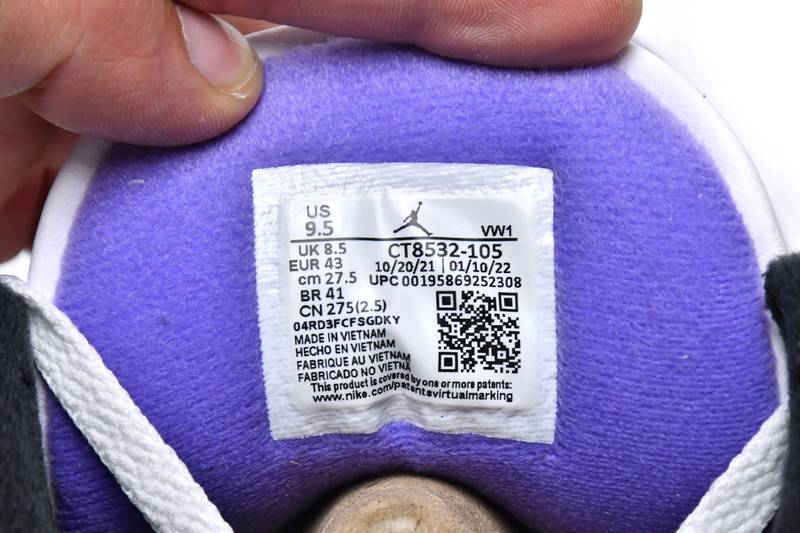 US
9.5
VW1
UK 8.5
CT8532-105
EUR 43
10/20/21 | 01/10/22
cm 27.5
UPC 00195869252308
BR 41
CN 275(2.5)
04RD3FCFSGDKY
MADE IN VIETNAM
HECHO EN VIETNAM
FABRIQUE AU VIETNAM
FABRICADO NO VIETNA
This product is covered by one or more patents:
www.nike.com/patentsvirtualmarking